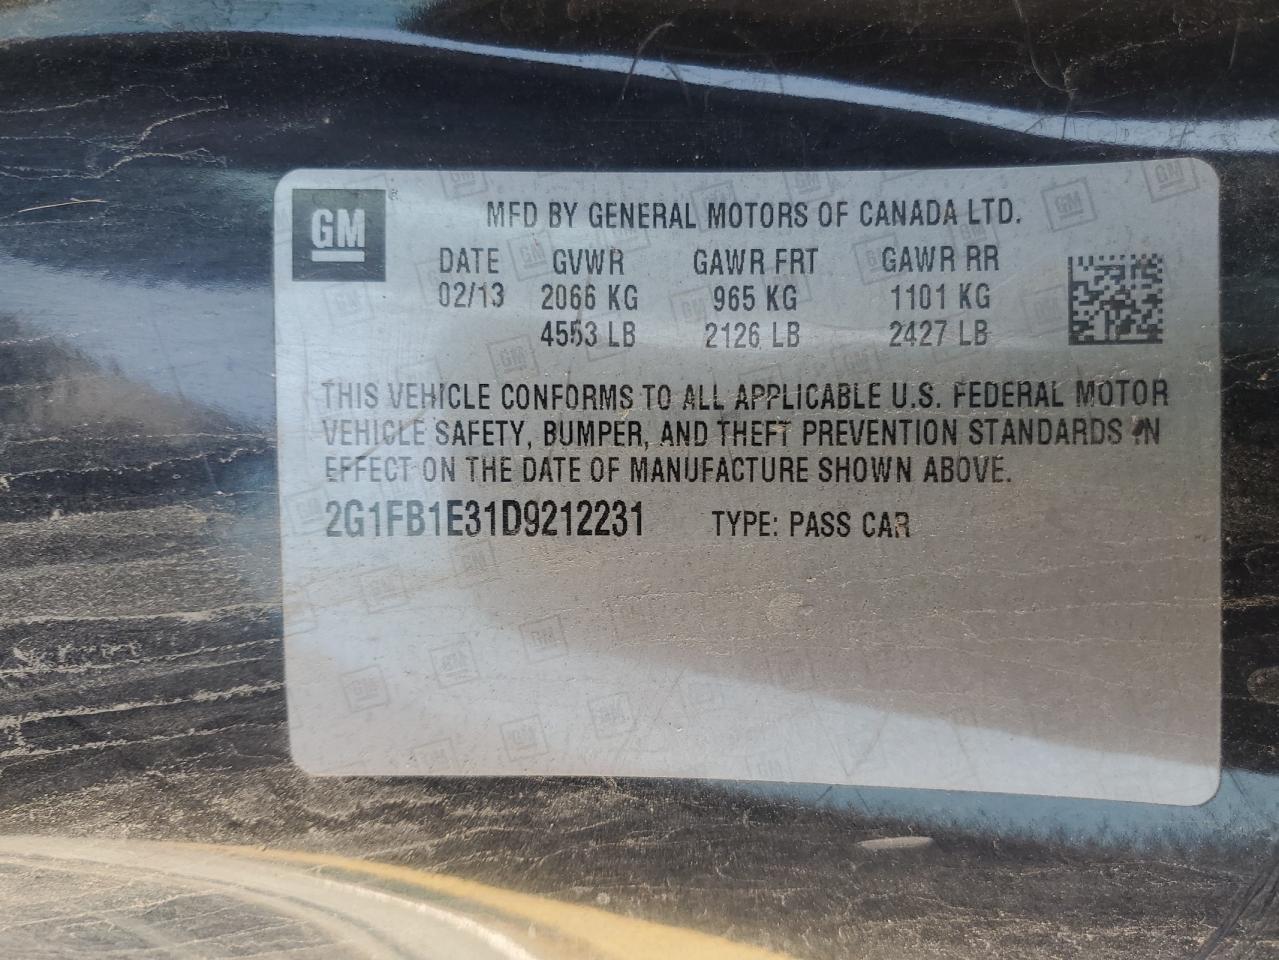 GM ®
MFD BY GENERAL MOTORS OF CANADA LTD.
DATE GVWR GAWR FRT GAWR RR
02/13 2066 KG 965 KG 1101 KG
4553 LB 2126 LB 2427 LB
THIS VEHICLE CONFORMS TO ALL APPLICABLE U.S. FEDERAL MOTOR
VEHICLE SAFETY, BUMPER, AND THEFT PREVENTION STANDARDS IN
EFFECT ON THE DATE OF MANUFACTURE SHOWN ABOVE.
2G1FB1E31D9212231 TYPE: PASS CAR